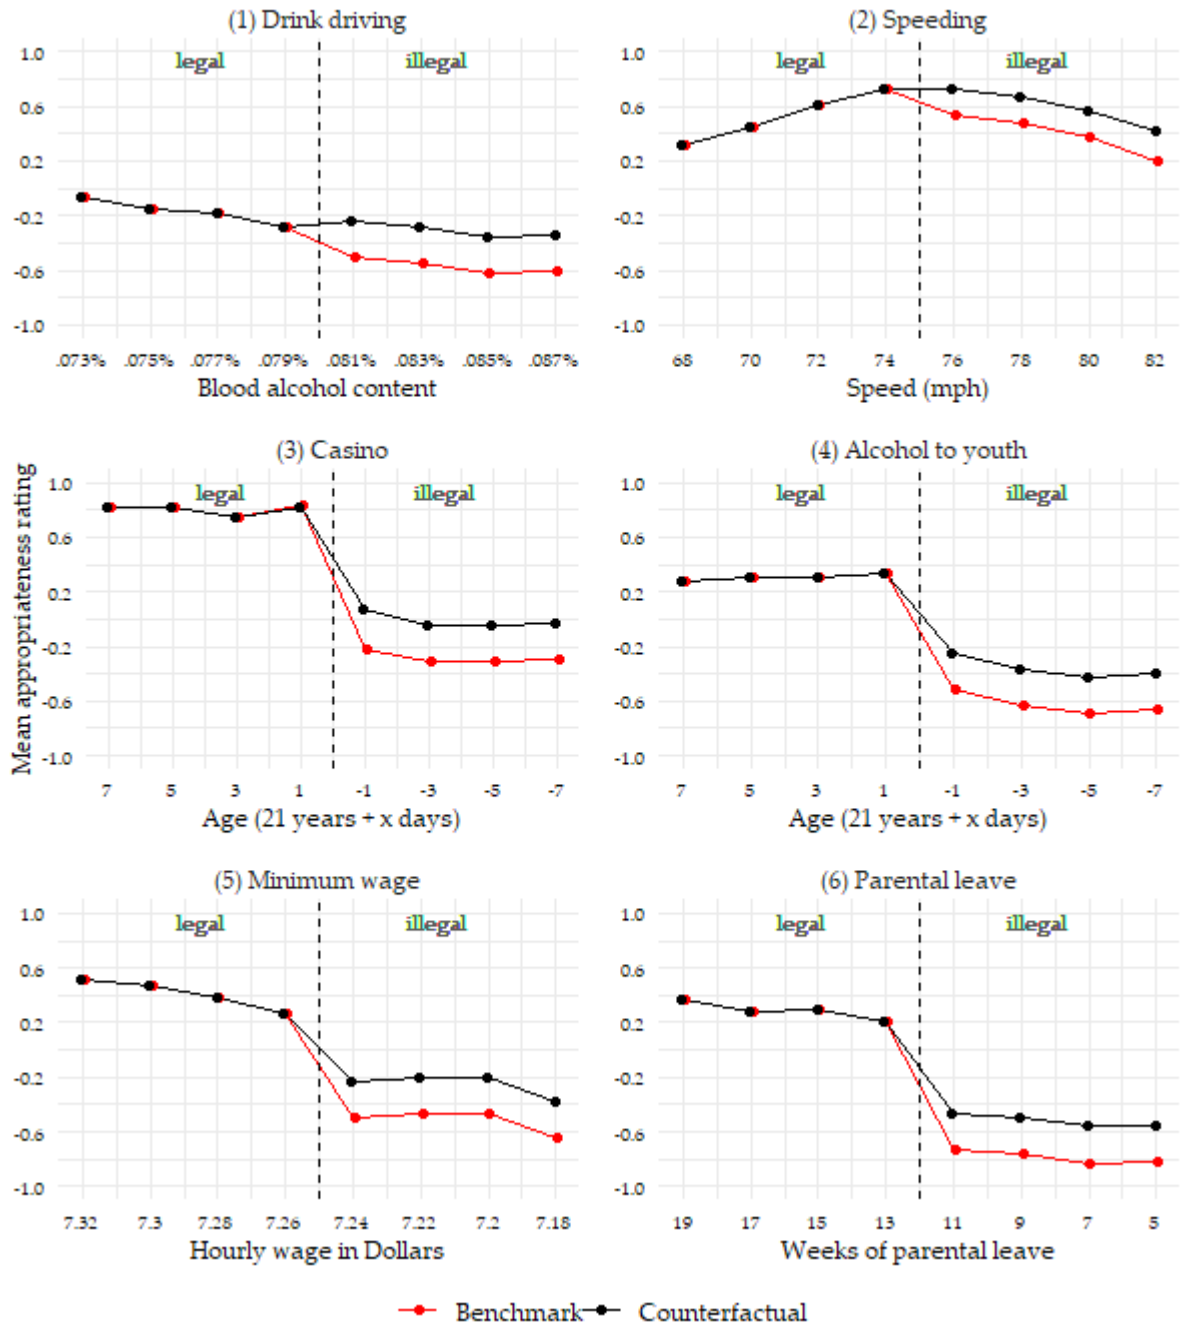 (1) Drink driving
(2) Speeding
1.0 legal illegal
1.0 legal illegal
0.6
0.6
0.2
0.2
-0.2
-0.2
-0.6
-0.6
-1.0
-1.0
.073% .075% .077% .079% .081% .083% .085% .087%
68 70 72 74 76 78 80 82
Blood alcohol content
Speed (mph)
(3) Casino
(4) Alcohol to youth
Mean appropriateness rating
1.0 legal illegal
1.0 legal illegal
0.6
0.6
0.2
0.2
-0.2
-0.2
-0.6
-0.6
-1.0
-1.0
7 5 3 1 -1 -3 -5 -7
7 5 3 1 -1 -3 -5 -7
Age (21 years + x days)
Age (21 years + x days)
(5) Minimum wage
(6) Parental leave
1.0 legal illegal
1.0 legal illegal
0.6
0.6
0.2
0.2
-0.2
-0.2
-0.6
-0.6
-1.0
-1.0
7.32 7.3 7.28 7.26 7.24 7.22 7.2 7.18
19 17 15 13 11 9 7 5
Hourly wage in Dollars
Weeks of parental leave
Benchmark Counterfactual